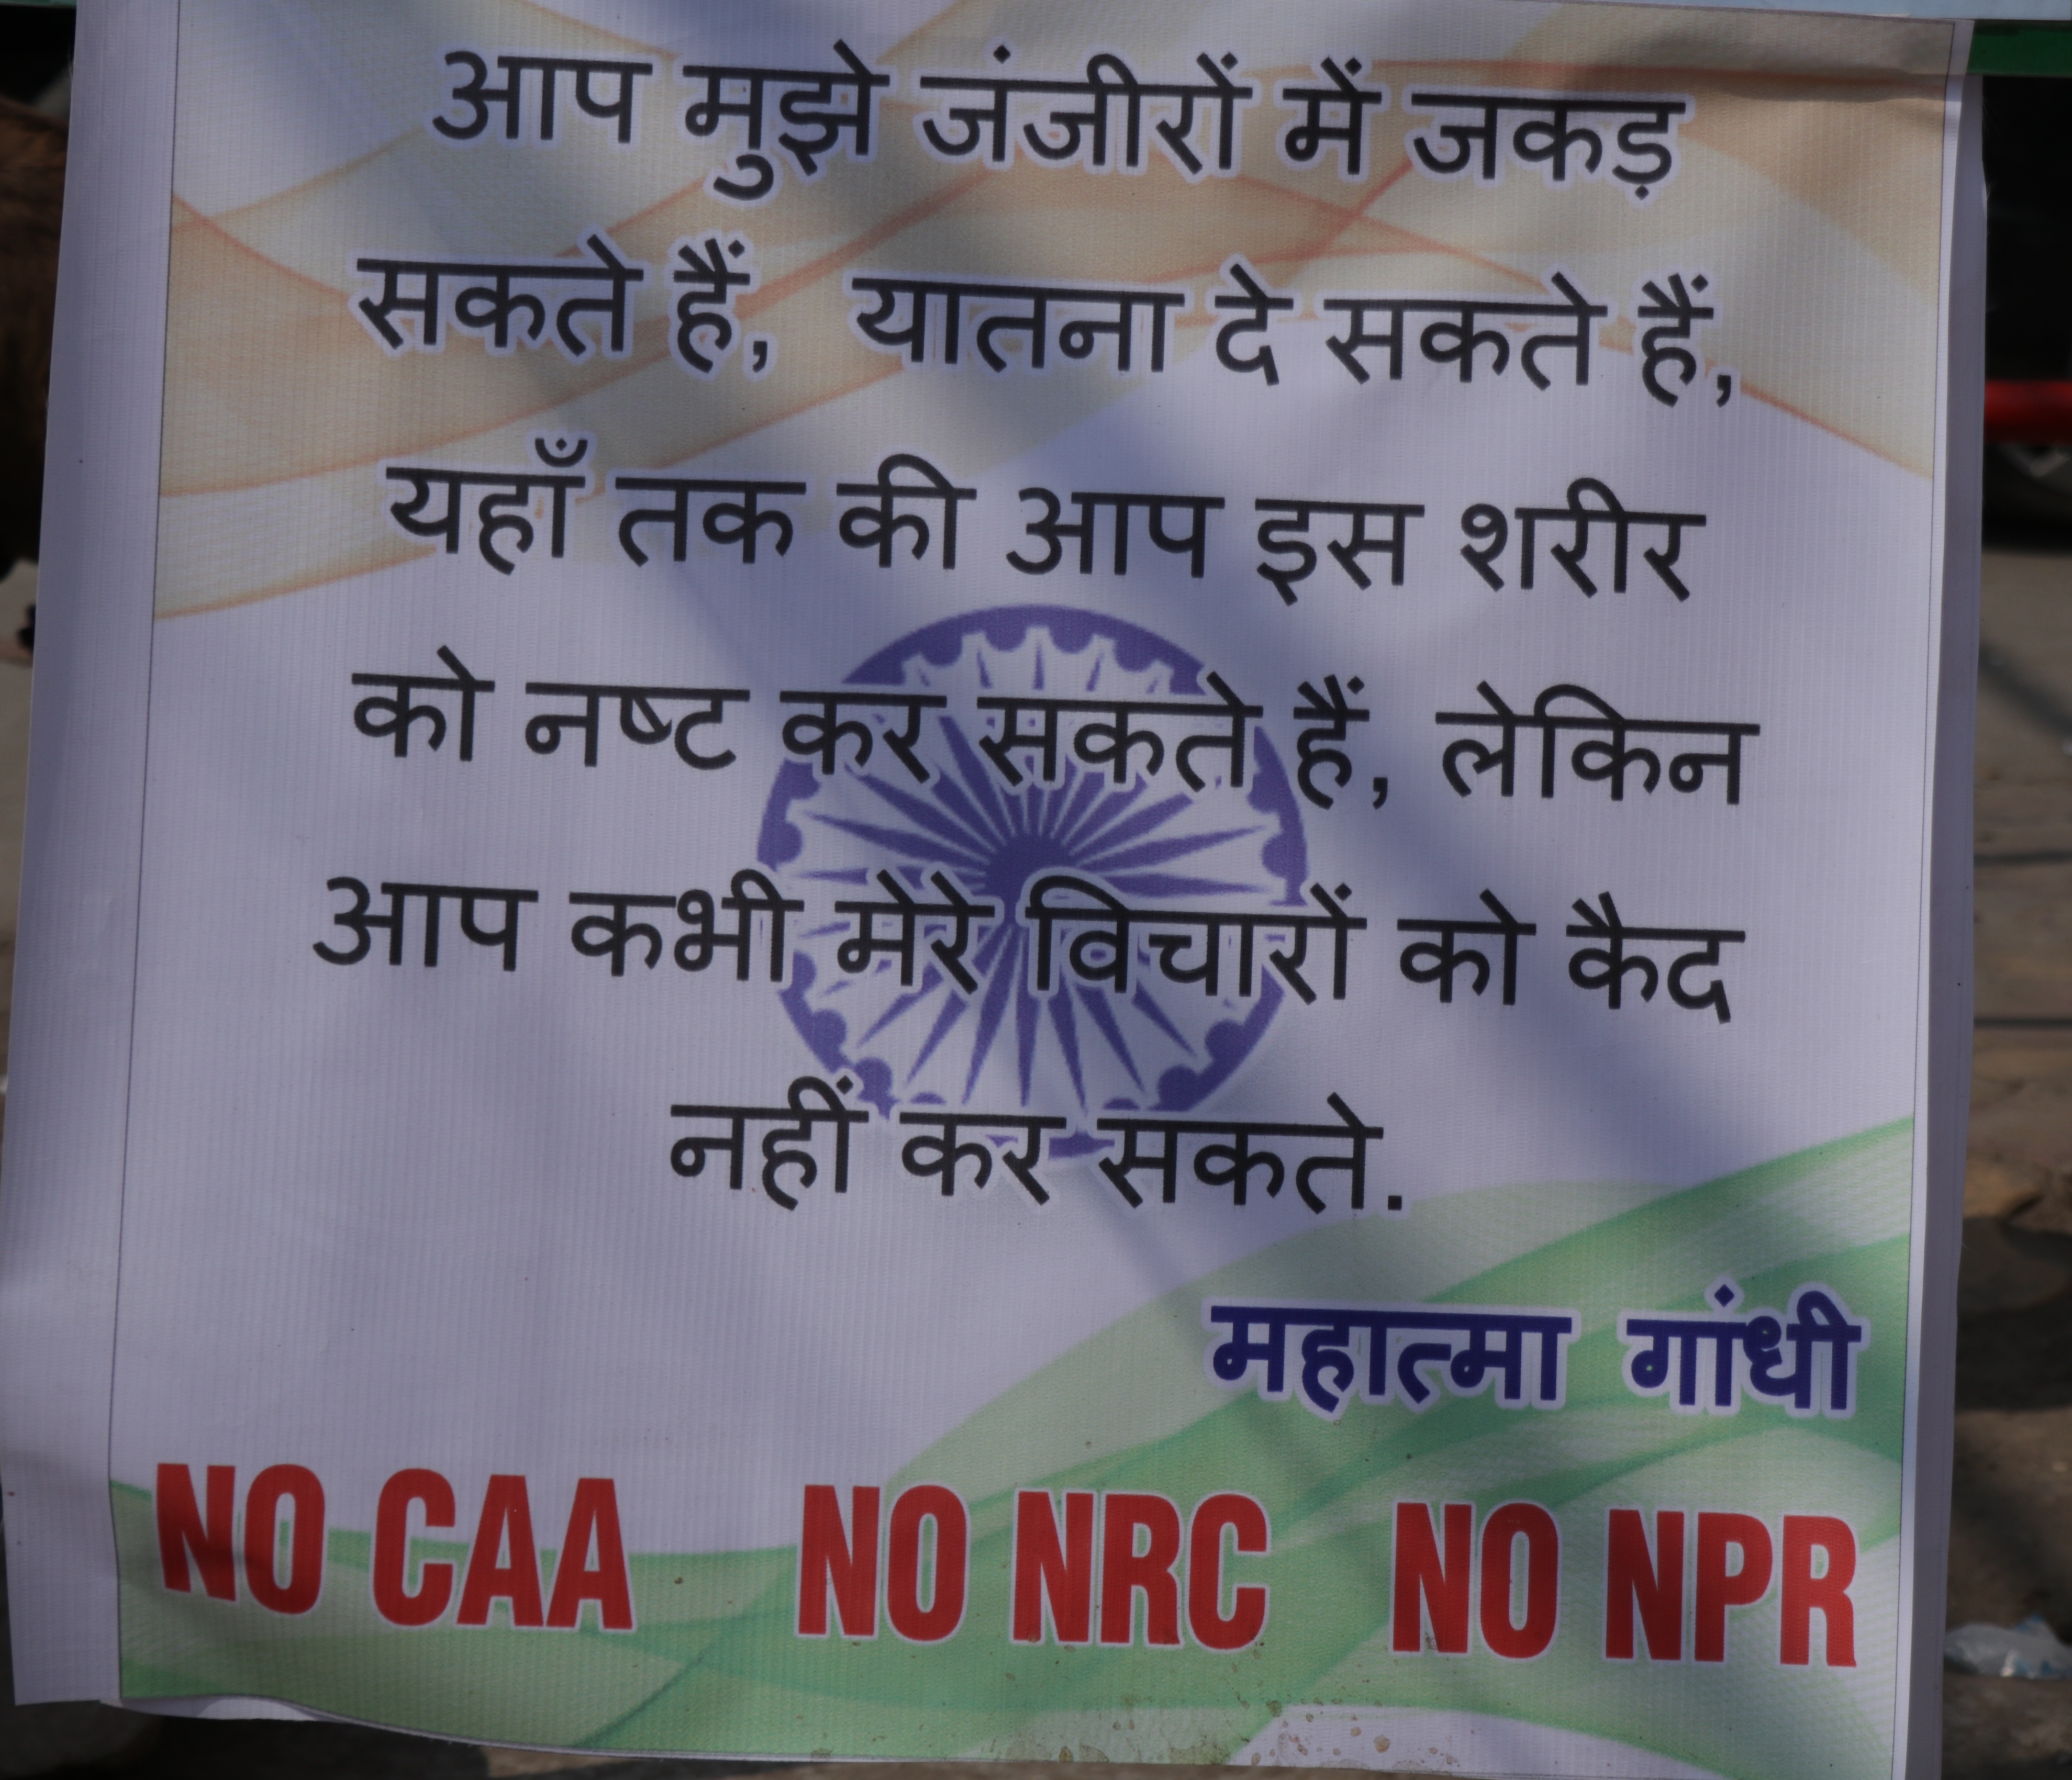 आप मुझे जंजीरों में जकड़
सकते हैं, यातना दे सकते हैं,
यहाँ तक की आप इस शरीर
को नष्ट कर सकते हैं, लेकिन
आप कभी मेरे विचारों को कैद
नहीं कर सकते.
महात्मा गांधी
NO CAA NO NRC NO NPR